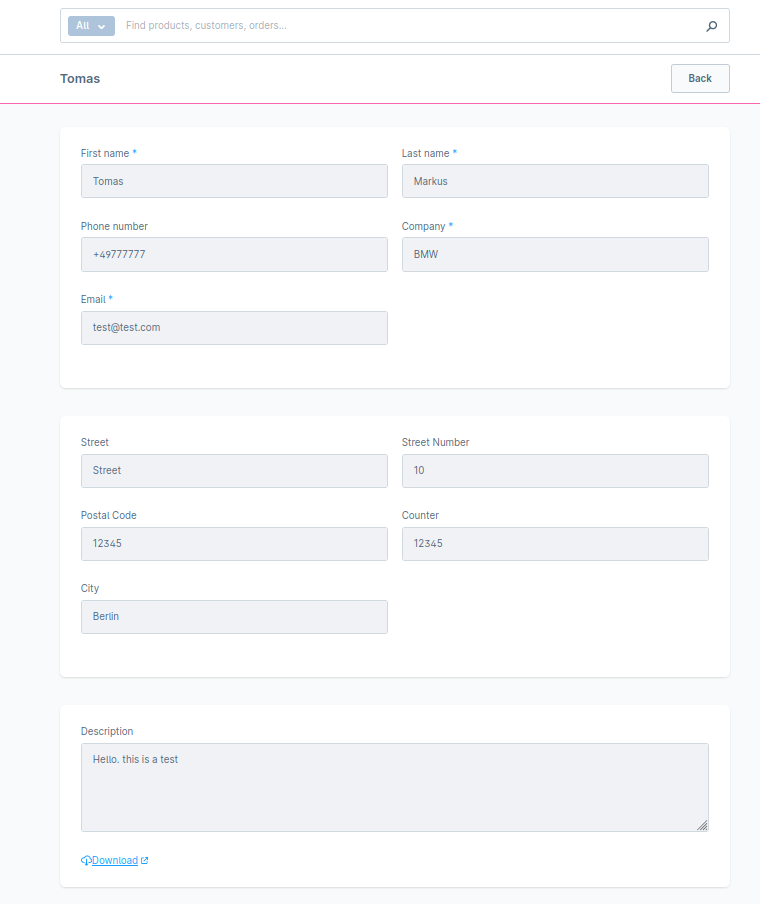 All Find products, customers, orders...
Tomas Back
First name * Last name *
Tomas Markus
Phone number Company *
+49777777 BMW
Email *
test@test.com
Street Street Number
Street 10
Postal Code Counter
12345 12345
City
Berlin
Description
Hello. this is a test
Download